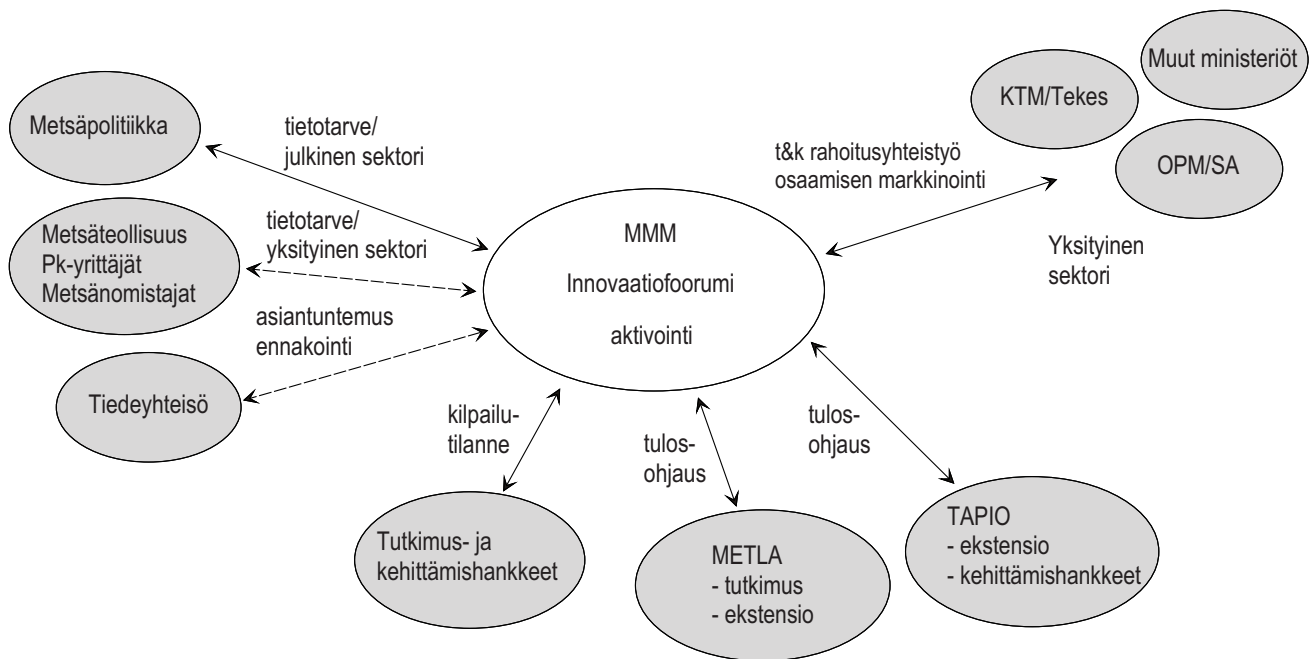 Muut ministeriöt
KTM/Tekes
OPM/SA
Metsäpolitiikka
tietotarve/
julkinen sektori
t&k rahoitusyhteistyö
osaamisen markkinointi
Metsäteollisuus
Pk-yrittäjät
Metsänomistajat
tietotarve/
yksityinen sektori
MMM
Innovaatiofoorumi
aktivointi
Yksityinen
sektori
asiantuntemus
ennakointi
Tiedeyhteisö
kilpailu-
tilanne
tulos-
ohjaus
tulos-
ohjaus
Tutkimus- ja
kehittämishankkeet
METLA
- tutkimus
- ekstensio
TAPIO
- ekstensio
- kehittämishankkeet